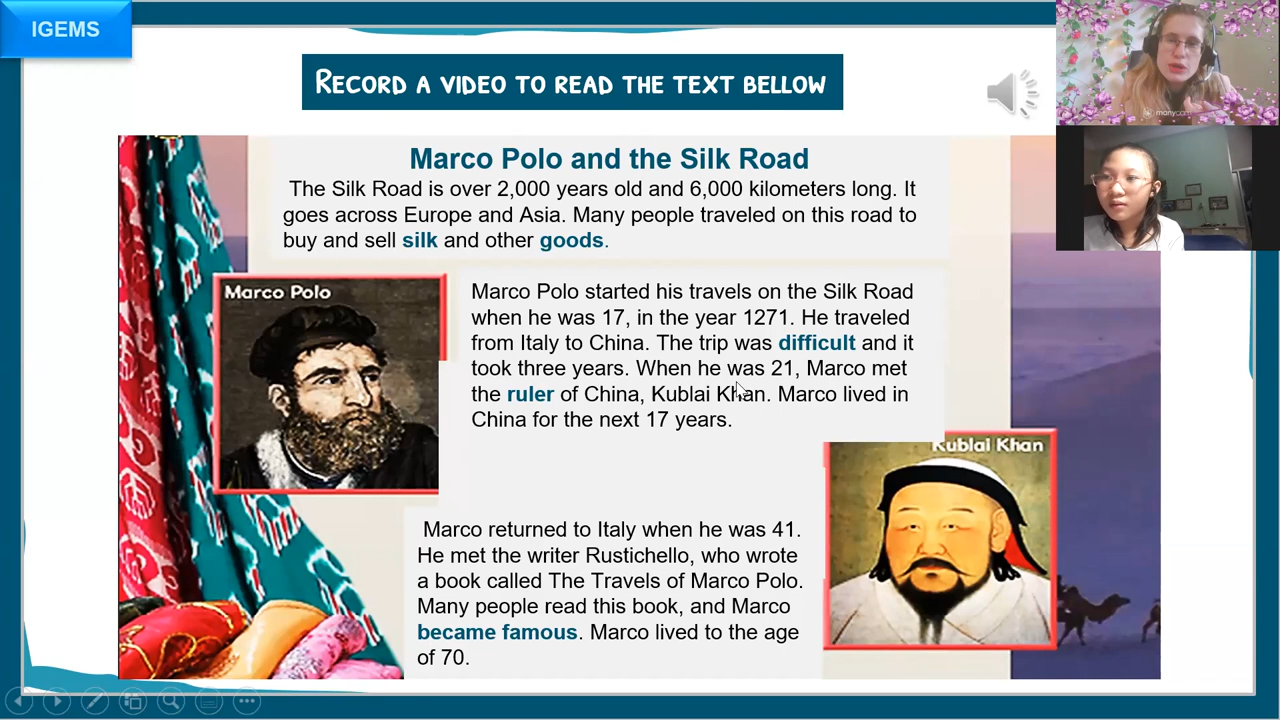 IGEMS
RECORD A VIDEO TO READ THE TEXT BELLOW
manycam
Marco Polo and the Silk Road
The Silk Road is over 2,000 years old and 6,000 kilometers long. It
goes across Europe and Asia. Many people traveled on this road to
buy and sell silk and other goods.
Marco Polo
Marco Polo started his travels on the Silk Road
when he was 17, in the year 1271. He traveled
from Italy to China. The trip was difficult and it
took three years. When he was 21, Marco met
the ruler of China, Kublai Khan. Marco lived in
China for the next 17 years.
Kublai Khan
Marco returned to Italy when he was 41.
He met the writer Rustichello, who wrote
a book called The Travels of Marco Polo.
Many people read this book, and Marco
became famous. Marco lived to the age
of 70.